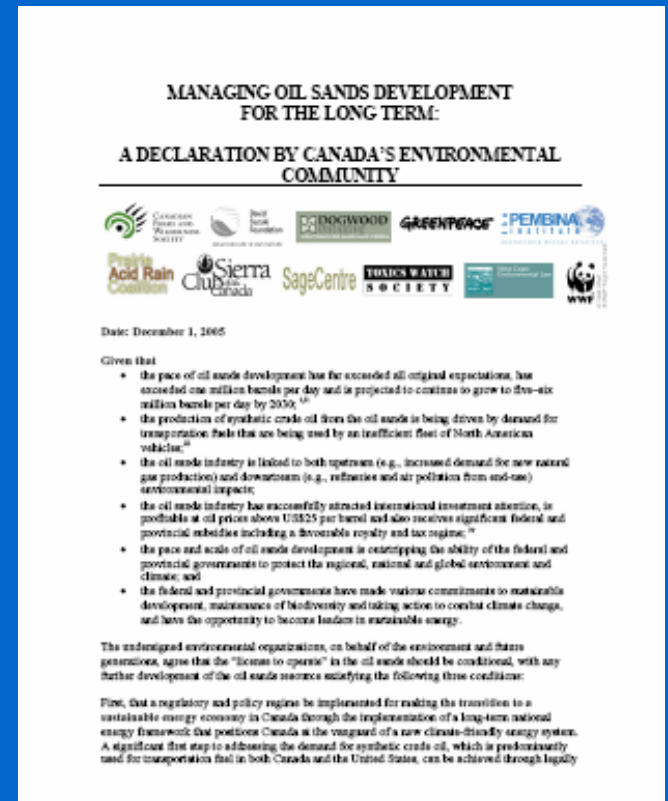 MANAGING OIL SANDS DEVELOPMENT
FOR THE LONG TERM:
A DECLARATION BY CANADA'S ENVIRONMENTAL
COMMUNITY
CANADIAN
PARKS AND
WILDERNESS
SOCIETY
David
Suzuki
Foundation
DOGWOOD
GREENPEACE
THE PEMBINA
institute
Prairie
Acid Rain
Coalition
Sierra
Club of
Canada
SageCentre
TOXICS WATCH
SOCIETY
West Coast
Environmental Law
WWF
Date: December 1, 2005
Given that
• the pace of oil sands development has far exceeded all original expectations, has
exceeded one million barrels per day and is projected to continue to grow to five–six
million barrels per day by 2030;
• the production of synthetic crude oil from the oil sands is being driven by demand for
transportation fuels that are being used by an inefficient fleet of North American
vehicles;
• the oil sands industry is linked to both upstream (e.g., increased demand for new natural
gas production) and downstream (e.g., refineries and air pollution from end-use)
environmental impacts;
• the oil sands industry has successfully attracted international investment attention, is
profitable at oil prices above US$25 per barrel and also receives significant federal and
provincial subsidies including a favourable royalty and tax regime;
• the pace and scale of oil sands development is outstripping the ability of the federal and
provincial governments to protect the regional, national and global environment and
climate; and
• the federal and provincial governments have made various commitments to sustainable
development, maintenance of biodiversity and taking action to combat climate change,
and have the opportunity to become leaders in sustainable energy.
The undersigned environmental organizations, on behalf of the environment and future
generations, agree that the "license to operate" in the oil sands should be conditional, with any
further development of the oil sands resource satisfying the following three conditions:
First, that a regulatory and policy regime be implemented for making the transition to a
sustainable energy economy in Canada through the implementation of a long-term national
energy framework that positions Canada at the vanguard of a new climate-friendly energy system.
A significant first step to addressing the demand for synthetic crude oil, which is predominantly
used for transportation fuel in both Canada and the United States, can be achieved through legally